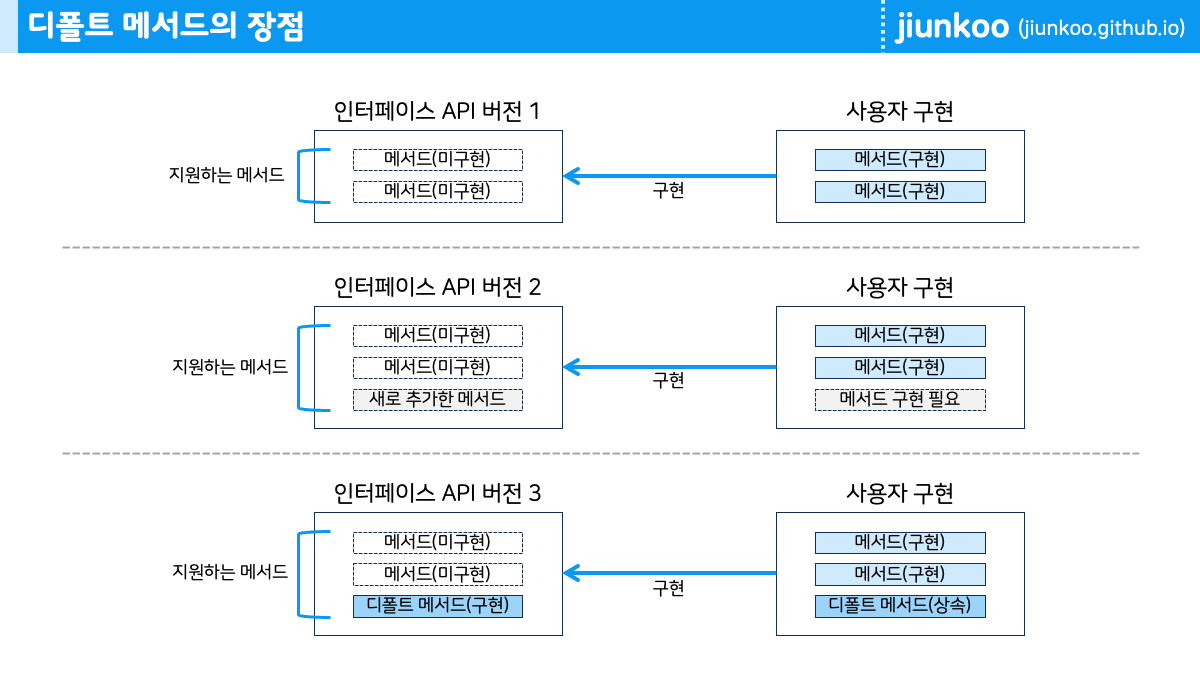 디폴트 메서드의 장점
jiunkoo (jiunkoo.github.io)
인터페이스 API 버전 1
사용자 구현
지원하는 메서드
메서드(미구현)
메서드(미구현)
구현
메서드(구현)
메서드(구현)
인터페이스 API 버전 2
사용자 구현
지원하는 메서드
메서드(미구현)
메서드(미구현)
새로 추가한 메서드
구현
메서드(구현)
메서드(구현)
메서드 구현 필요
인터페이스 API 버전 3
사용자 구현
지원하는 메서드
메서드(미구현)
메서드(미구현)
디폴트 메서드(구현)
구현
메서드(구현)
메서드(구현)
디폴트 메서드(상속)